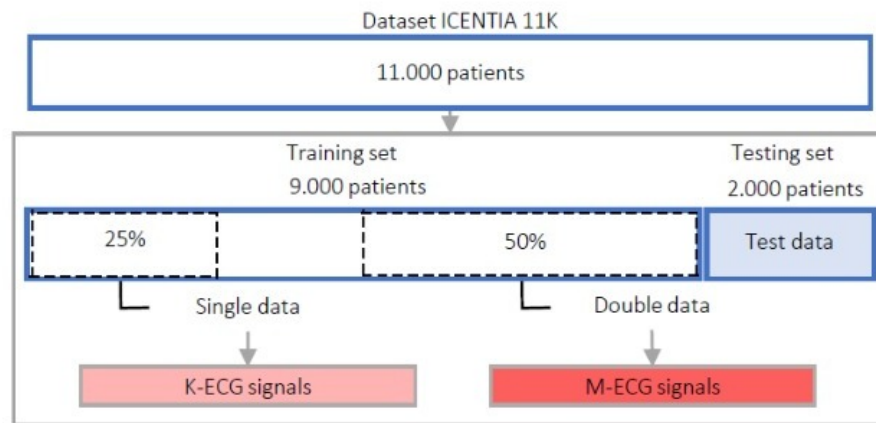 Dataset ICENTIA 11K
11.000 patients
Training set
9.000 patients
Testing set
2.000 patients
25%
50%
Test data
Single data
Double data
K-ECG signals
M-ECG signals